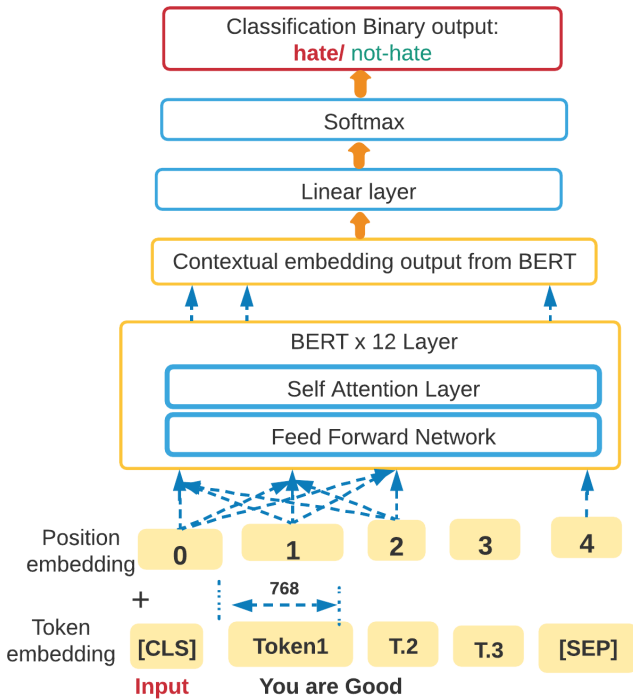 Classification Binary output:
hate/ not-hate
Softmax
Linear layer
Contextual embedding output from BERT
BERT x 12 Layer
Self Attention Layer
Feed Forward Network
Position
embedding
0 1 2 3 4
+
768
Token
embedding
[CLS] Token1 T.2 T.3 [SEP]
Input You are Good